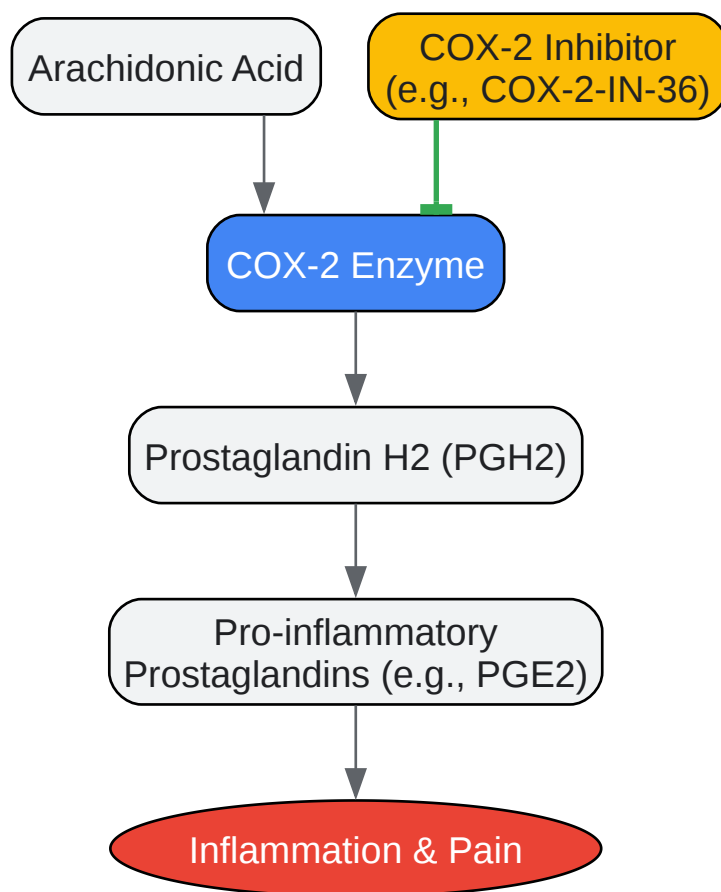 Arachidonic Acid
COX-2 Inhibitor
(e.g., COX-2-IN-36)
COX-2 Enzyme
Prostaglandin H2 (PGH2)
Pro-inflammatory
Prostaglandins (e.g., PGE2)
Inflammation & Pain